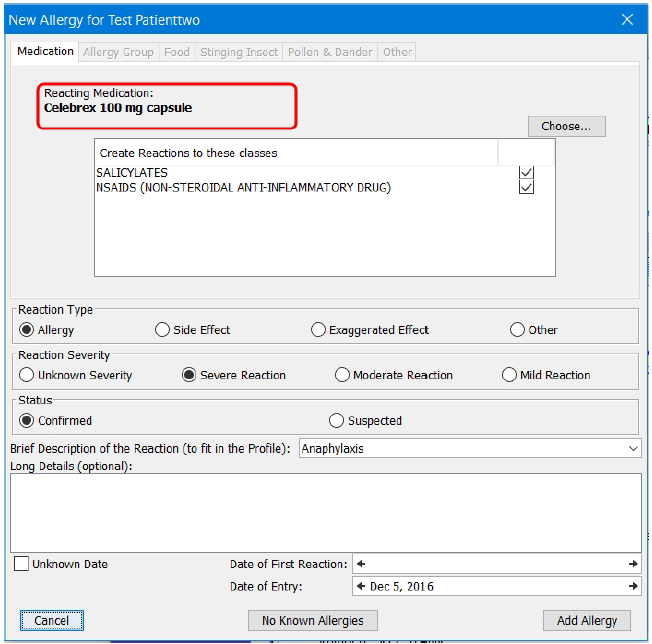 New Allergy for Test Patienttwo
Medication Allergy Group Food Stinging Insect Pollen & Dander Other
Reacting Medication:
Celebrex 100 mg capsule
Choose...
Create Reactions to these classes
SALICYLATES
NSAIDS (NON-STEROIDAL ANTI-INFLAMMATORY DRUG)
Reaction Type
Allergy Side Effect Exaggerated Effect Other
Reaction Severity
Unknown Severity Severe Reaction Moderate Reaction Mild Reaction
Status
Confirmed Suspected
Brief Description of the Reaction (to fit in the Profile): Anaphylaxis
Long Details (optional):
Unknown Date Date of First Reaction:
Date of Entry: Dec 5, 2016
Cancel No Known Allergies Add Allergy